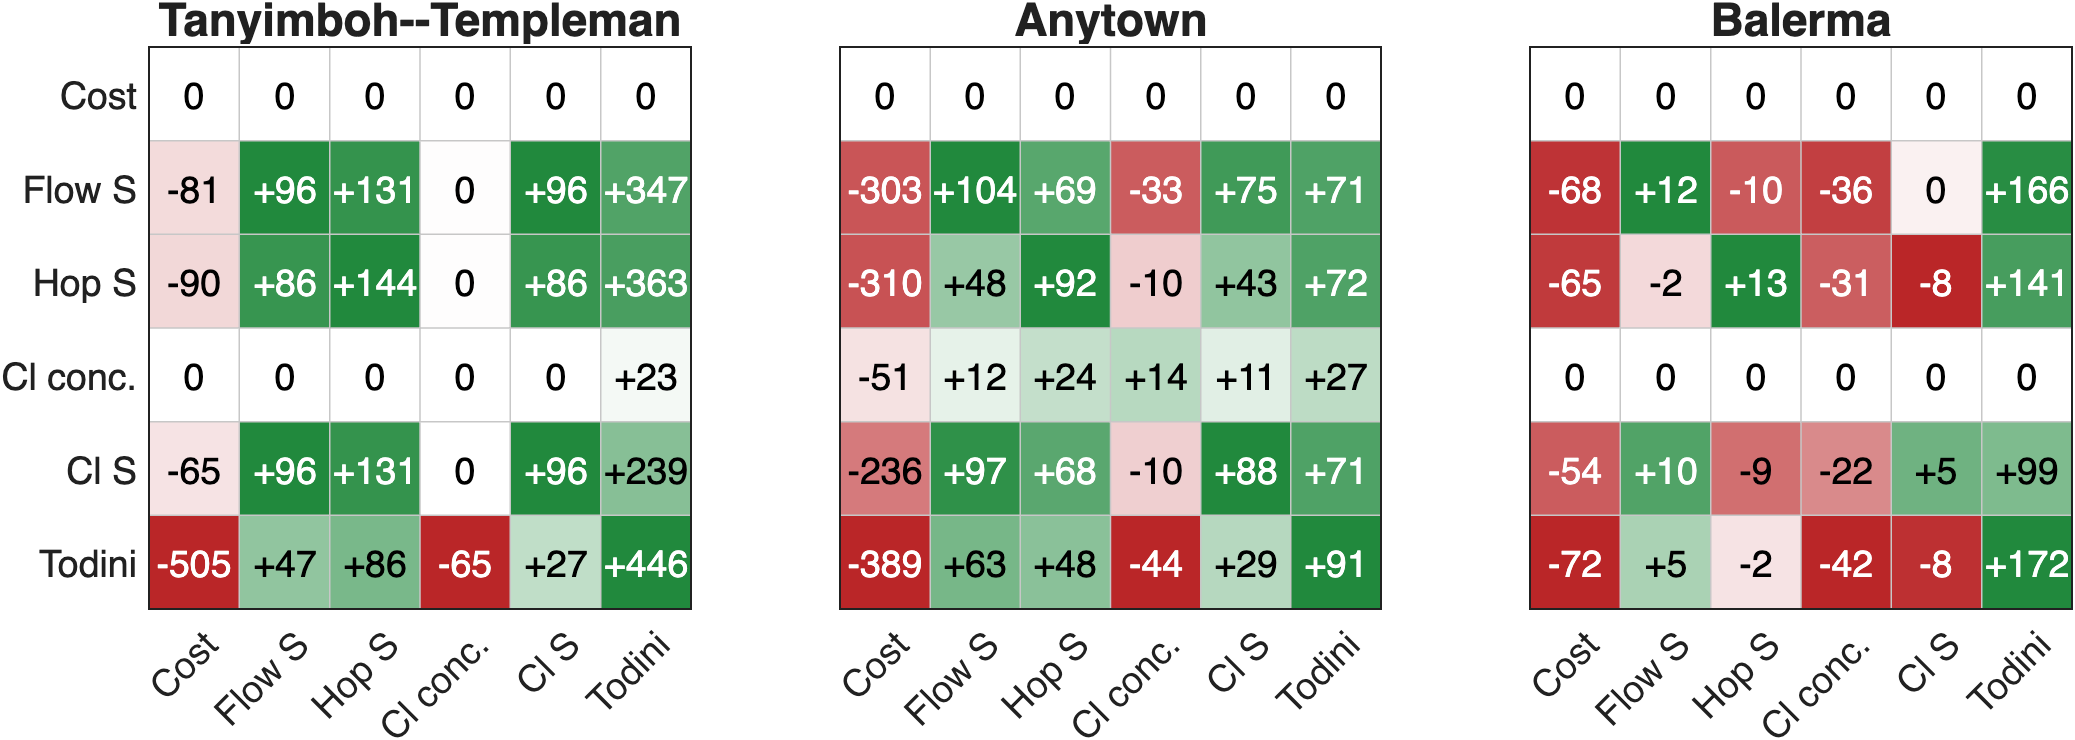 Tanyimboh--Templeman Anytown Balerma
Cost 0 0 0 0 0 0 0 0 0 0 0 0 0 0 0 0 0 0
Flow S -81 +96 +131 0 +96 +347 -303 +104 +69 -33 +75 +71 -68 +12 -10 -36 0 +166
Hop S -90 +86 +144 0 +86 +363 -310 +48 +92 -10 +43 +72 -65 -2 +13 -31 -8 +141
Cl conc. 0 0 0 0 0 +23 -51 +12 +24 +14 +11 +27 0 0 0 0 0 0
Cl S -65 +96 +131 0 +96 +239 -236 +97 +68 -10 +88 +71 -54 +10 -9 -22 +5 +99
Todini -505 +47 +86 -65 +27 +446 -389 +63 +48 -44 +29 +91 -72 +5 -2 -42 -8 +172
Cost Flow S Hop S Cl conc. Cl S Todini Cost Flow S Hop S Cl conc. Cl S Todini Cost Flow S Hop S Cl conc. Cl S Todini